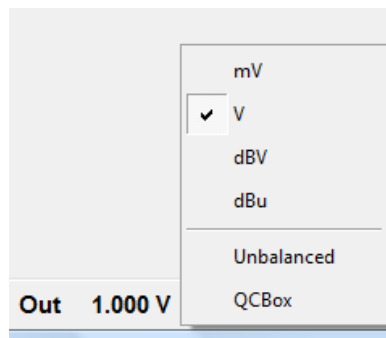 mV
V
dBV
dBu
Unbalanced
QCBox
Out 1.000 V